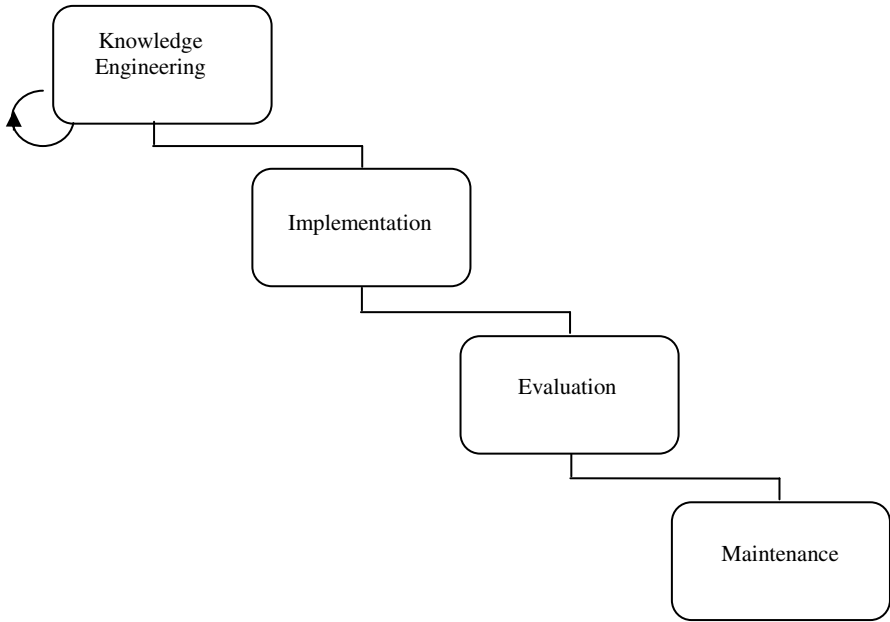 Knowledge
Engineering
Implementation
Evaluation
Maintenance